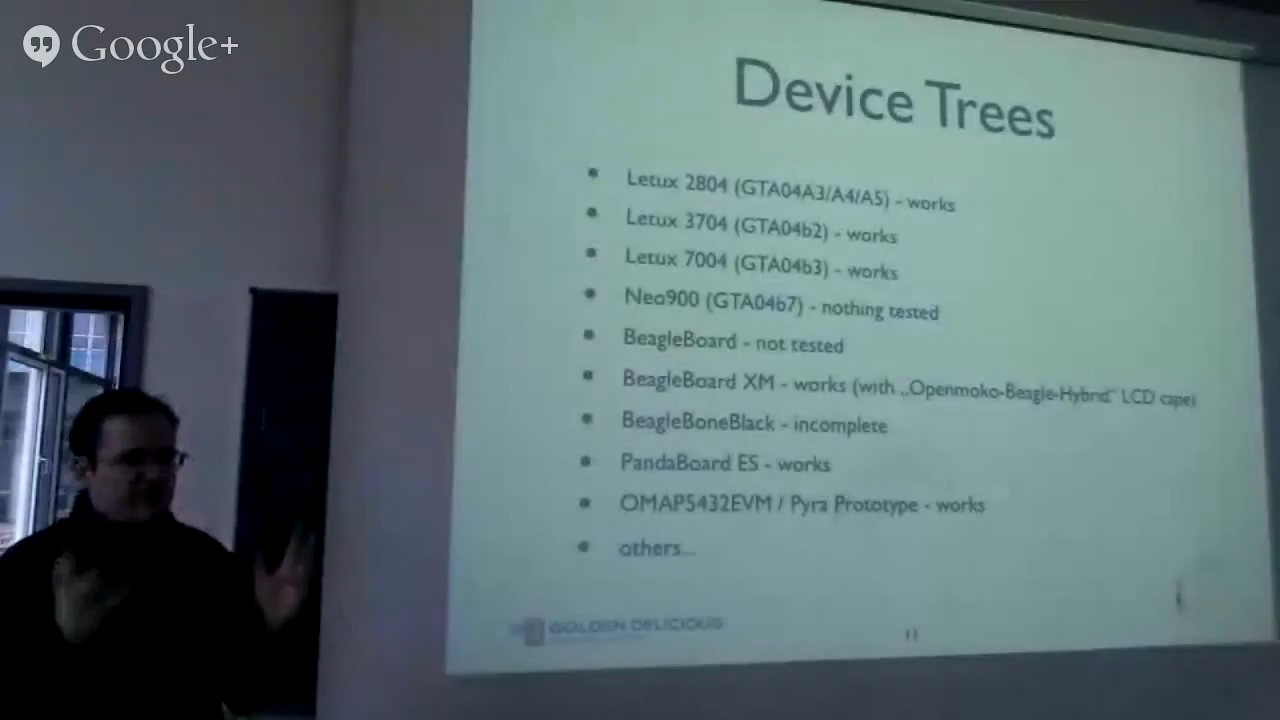 Google+
Device Trees
• Letux 2804 (GTA04A3/A4/A5) - works
• Letux 3704 (GTA04b2) - works
• Letux 7004 (GTA04b3) - works
• Neo900 (GTA04b7) - nothing tested
• BeagleBoard - not tested
• BeagleBoard XM - works (with „Openmoko-Beagle-Hybrid“ LCD cape)
• BeagleBoneBlack - incomplete
• PandaBoard ES - works
• OMAP5432EVM / Pyra Prototype - works
• others...
GOLDEN DELICIOUS
11